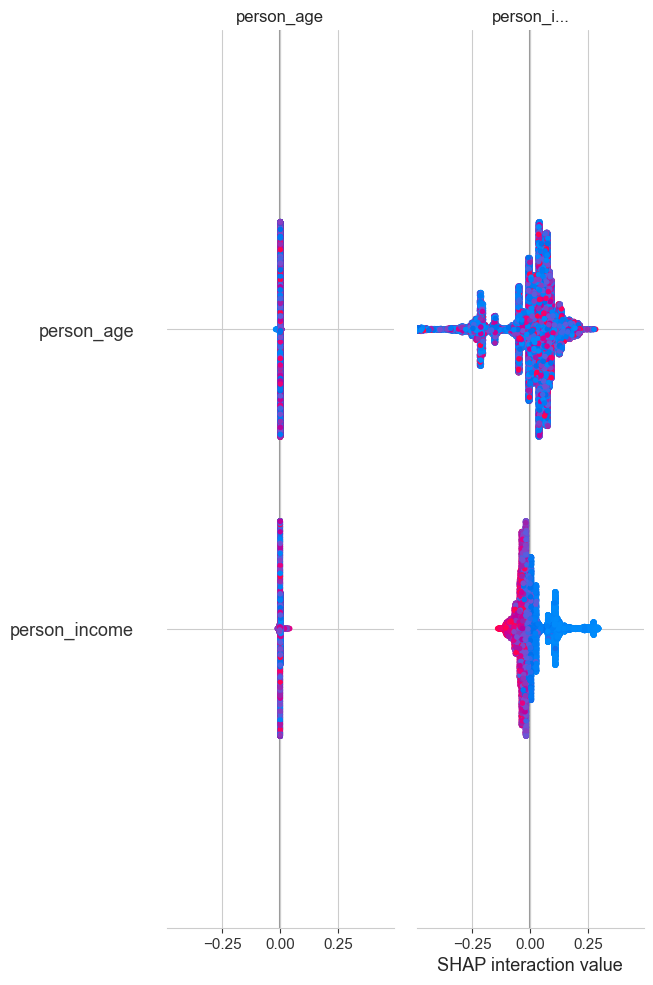 person_age
person_i...
person_age
person_income
−0.25
0.00
0.25
−0.25
0.00
0.25
SHAP interaction value